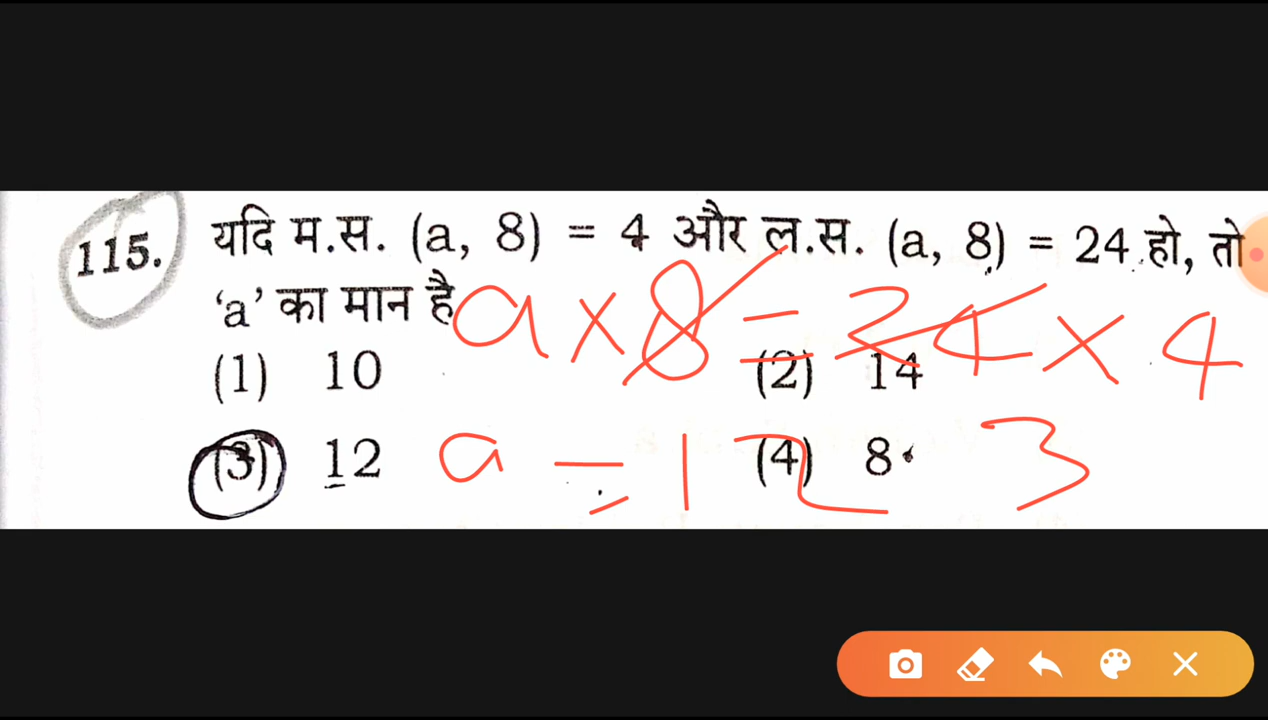 115. यदि म.स. (a, 8) = 4 और ल.स. (a, 8) = 24 हो, तो
'a' का मान है
a × 8 = 24 × 4
(1) 10 (2) 14
(3) 12 (4) 8
a = 12 3